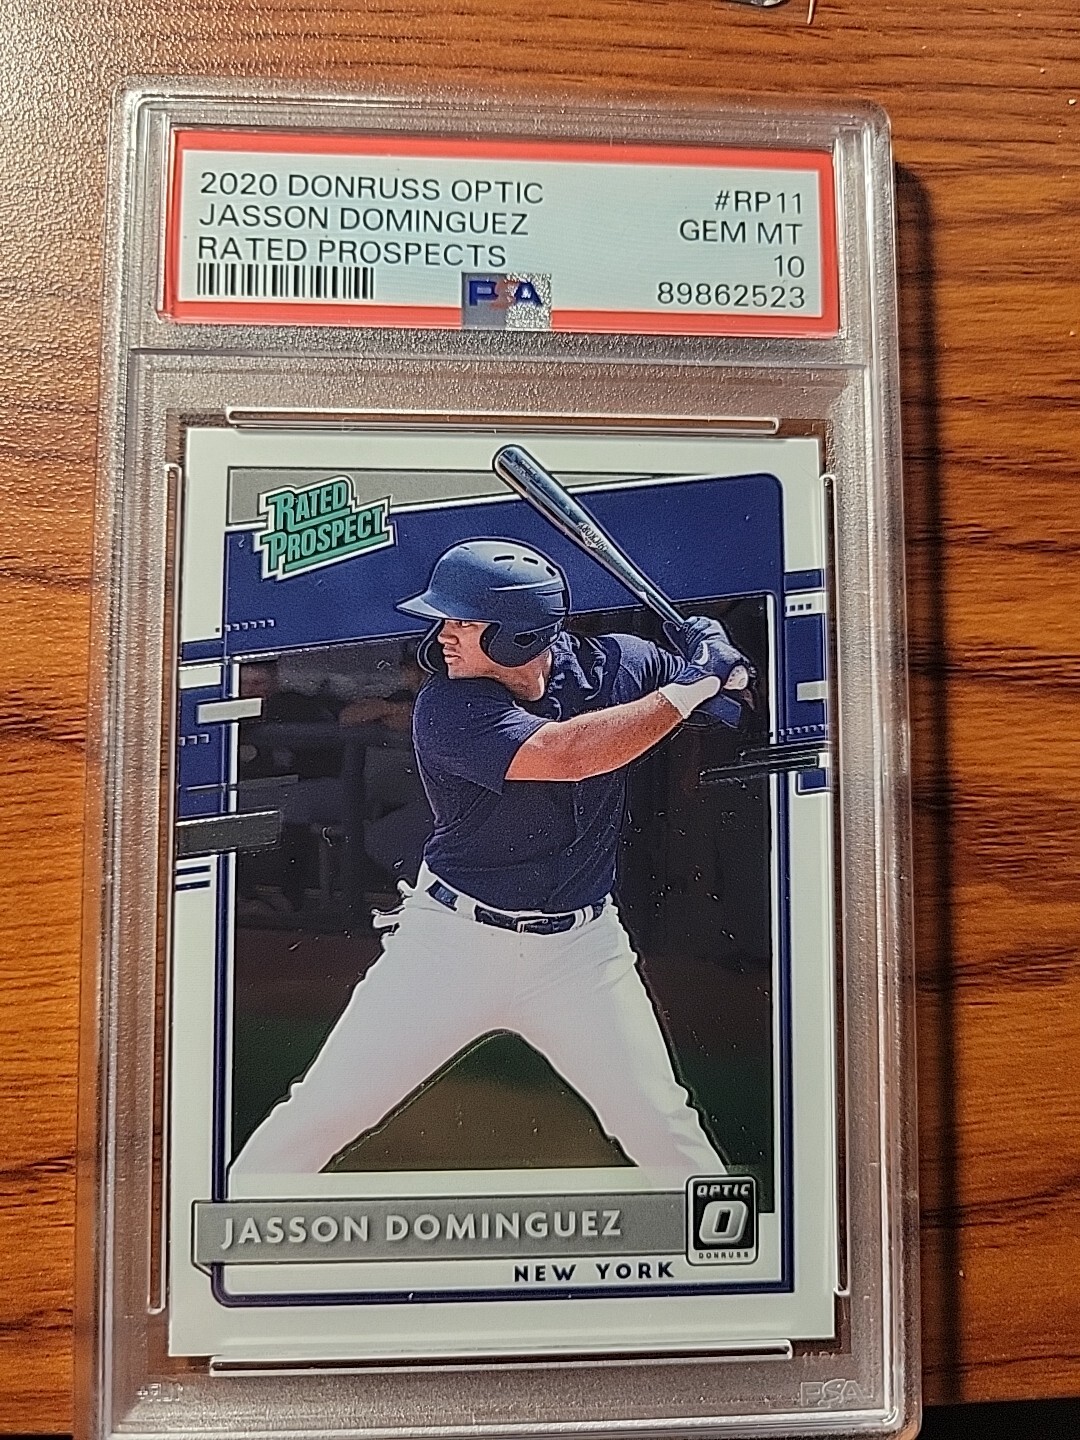 2020 DONRUSS OPTIC #RP11
JASSON DOMINGUEZ GEM MT
RATED PROSPECTS 10
PSA 89862523
RATED
PROSPECT
JASSON DOMINGUEZ
OPTIC
O
DONRUSS
NEW YORK
PSA